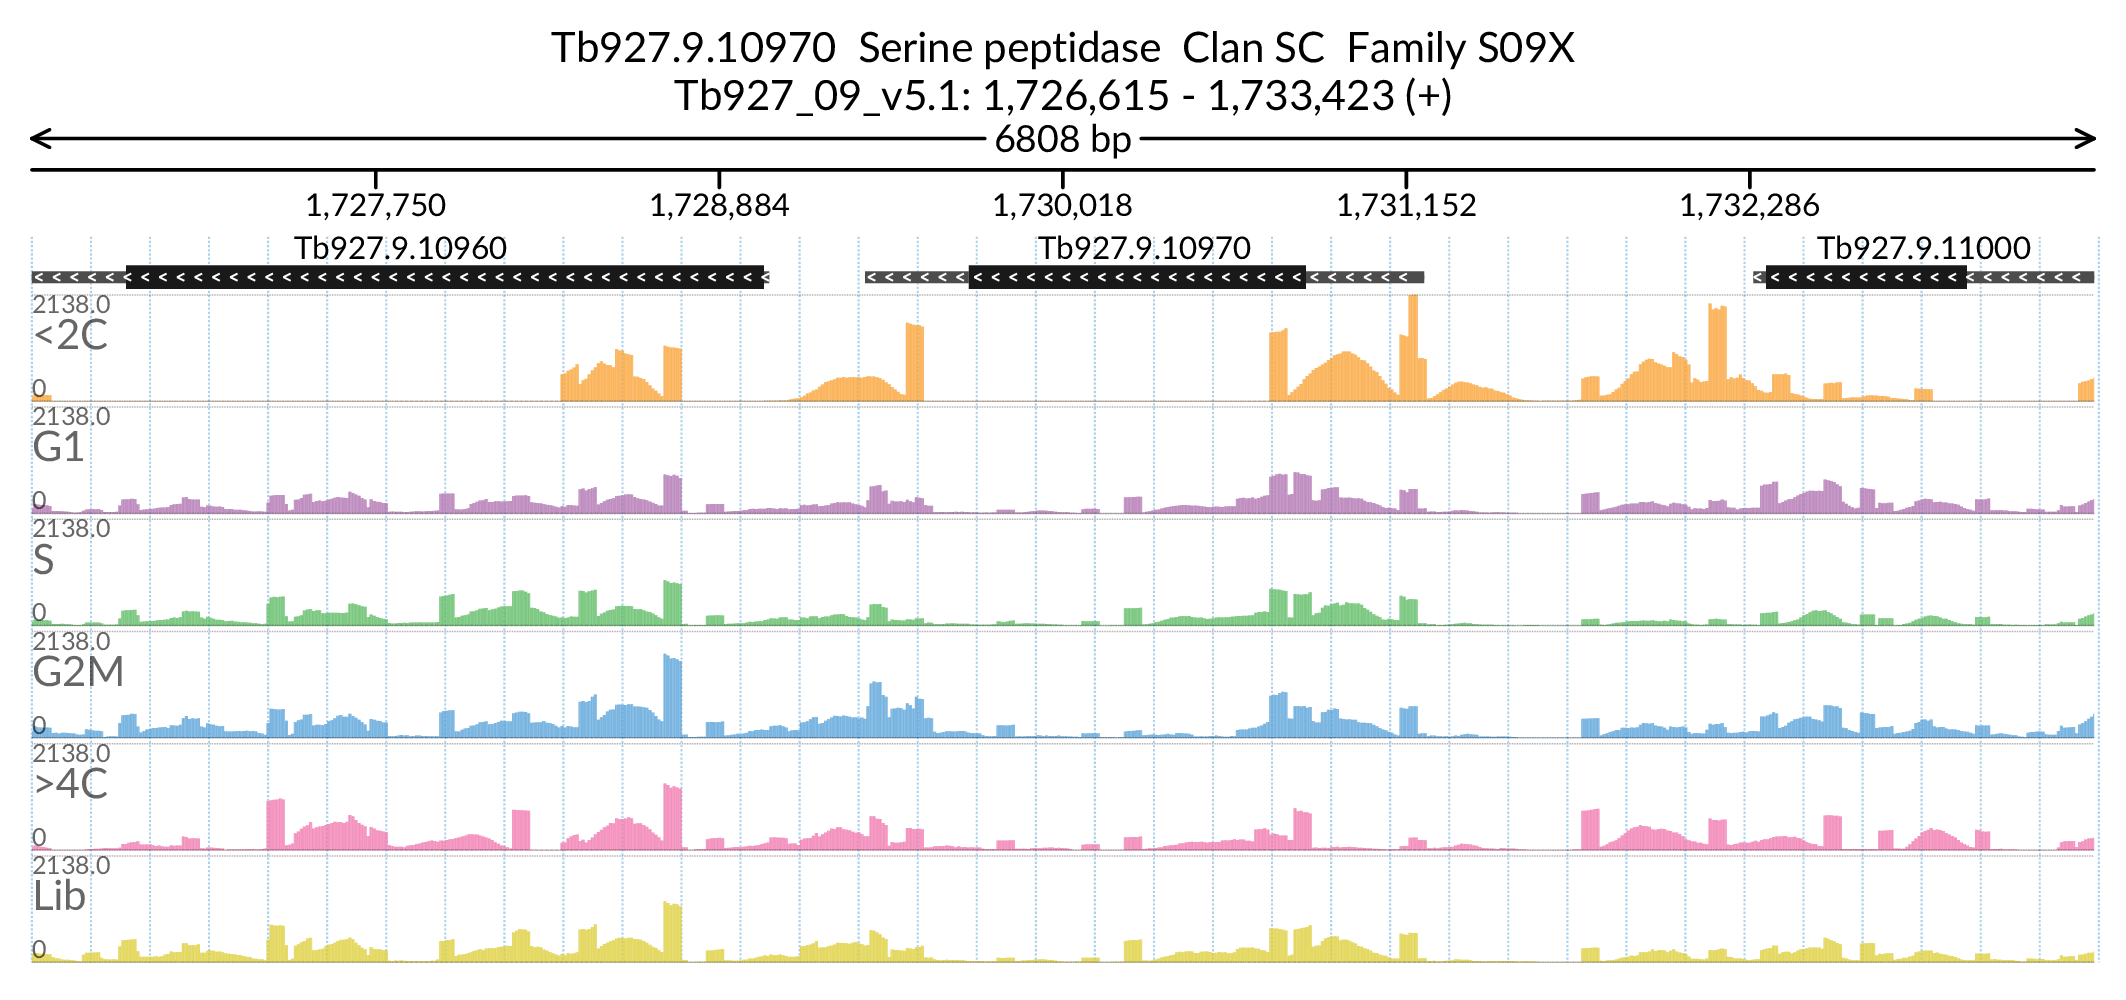 Tb927.9.10970  Serine peptidase  Clan SC  Family S09X
Tb927_09_v5.1: 1,726,615 - 1,733,423 (+)
6808 bp
1,727,750 1,728,884 1,730,018 1,731,152 1,732,286
Tb927.9.10960 Tb927.9.10970 Tb927.9.11000
2138.0
<2C
0
2138.0
G1
0
2138.0
S
0
2138.0
G2M
0
2138.0
>4C
0
2138.0
Lib
0